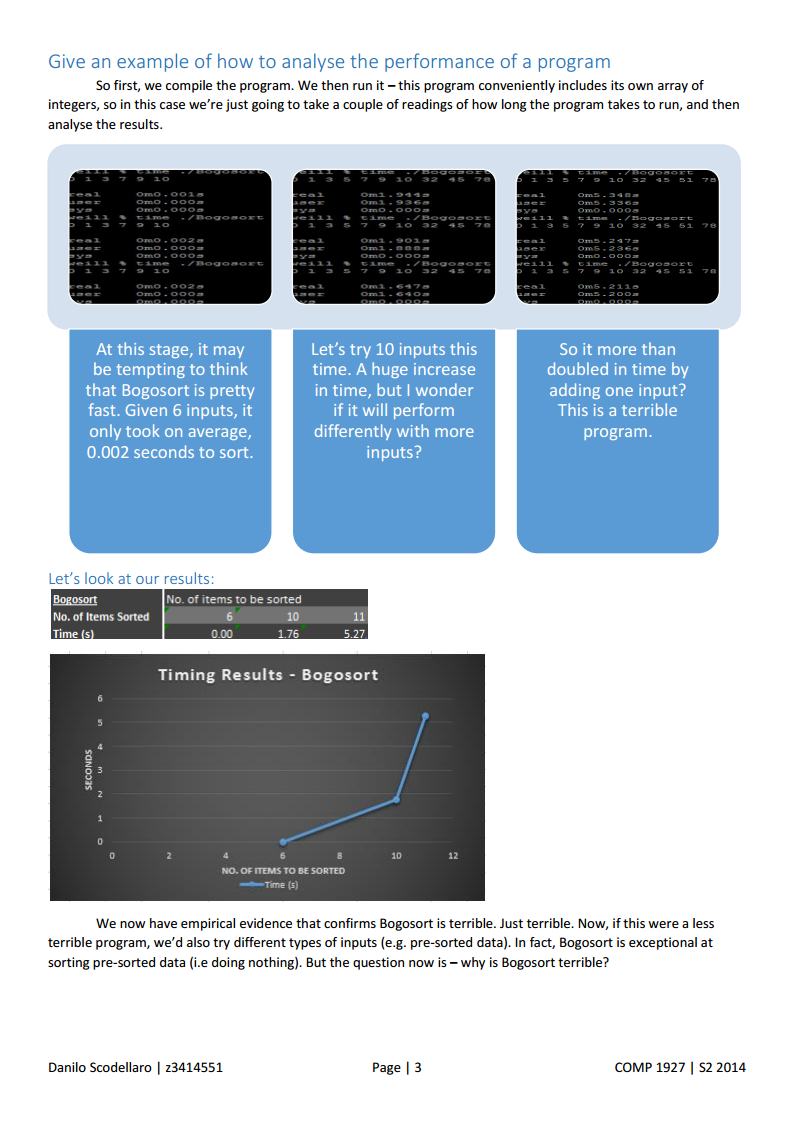 Give an example of how to analyse the performance of a program
So first, we compile the program. We then run it – this program conveniently includes its own array of
integers, so in this case we're just going to take a couple of readings of how long the program takes to run, and then
analyse the results.
weill % time ./Bogosort
0 1 3 7 9 10
real 0m0.001s
user 0m0.000s
sys 0m0.000s
weill % time ./Bogosort
0 1 3 7 9 10
real 0m0.002s
user 0m0.000s
sys 0m0.000s
weill % time ./Bogosort
0 1 3 7 9 10
real 0m0.002s
user 0m0.000s
weill % time ./Bogosort
0 1 3 5 7 9 10 32 45 78
real 0m1.944s
user 0m1.936s
sys 0m0.000s
weill % time ./Bogosort
0 1 3 5 7 9 10 32 45 78
real 0m1.901s
user 0m1.888s
sys 0m0.000s
weill % time ./Bogosort
0 1 3 5 7 9 10 32 45 78
real 0m1.647s
user 0m1.640s
weill % time ./Bogosort
0 1 3 5 7 9 10 32 45 51 78
real 0m5.348s
user 0m5.336s
sys 0m0.000s
weill % time ./Bogosort
0 1 3 5 7 9 10 32 45 51 78
real 0m5.247s
user 0m5.236s
sys 0m0.000s
weill % time ./Bogosort
0 1 3 5 7 9 10 32 45 51 78
real 0m5.211s
user 0m5.200s
At this stage, it may
be tempting to think
that Bogosort is pretty
fast. Given 6 inputs, it
only took on average,
0.002 seconds to sort.
Let's try 10 inputs this
time. A huge increase
in time, but I wonder
if it will perform
differently with more
inputs?
So it more than
doubled in time by
adding one input?
This is a terrible
program.
Let's look at our results:
Bogosort No. of items to be sorted
No. of Items Sorted 6 10 11
Time (s) 0.00 1.76 5.27
Timing Results - Bogosort
6
5
4
3
2
1
0
SECONDS
0 2 4 6 8 10 12
NO. OF ITEMS TO BE SORTED
Time (s)
We now have empirical evidence that confirms Bogosort is terrible. Just terrible. Now, if this were a less
terrible program, we'd also try different types of inputs (e.g. pre-sorted data). In fact, Bogosort is exceptional at
sorting pre-sorted data (i.e doing nothing). But the question now is – why is Bogosort terrible?
Danilo Scodellaro | z3414551 Page | 3 COMP 1927 | S2 2014